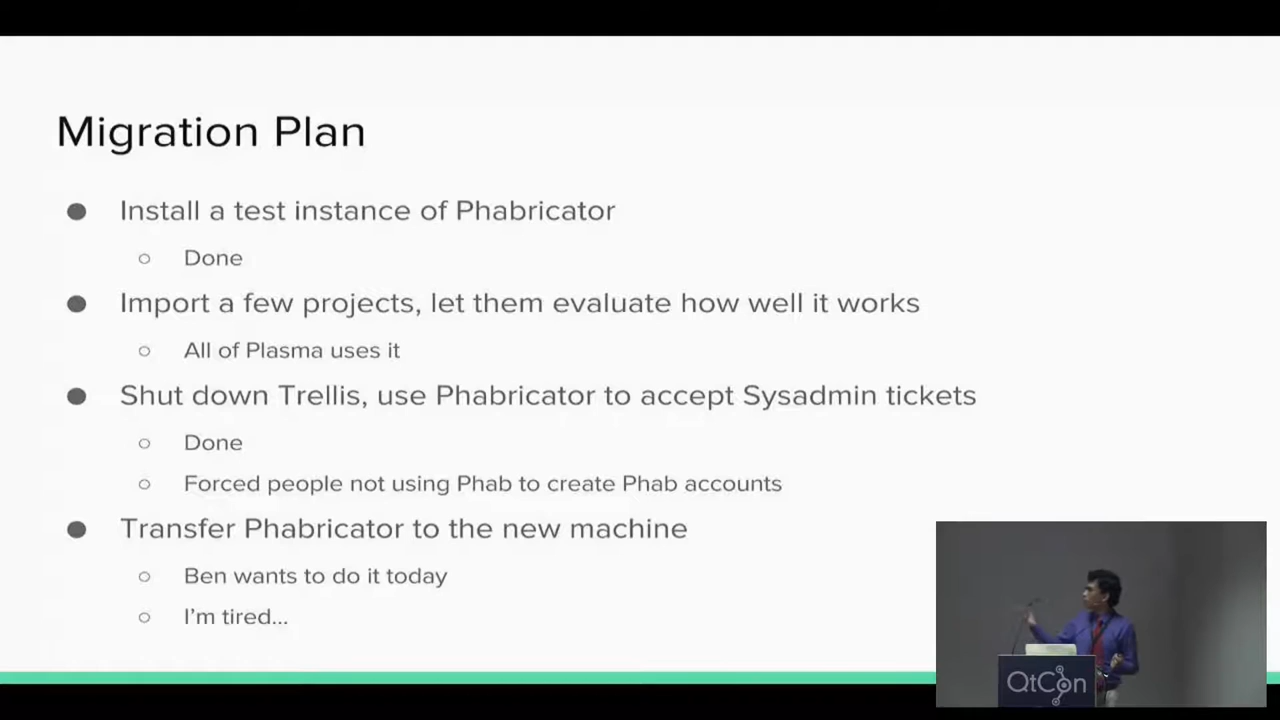 Migration Plan
● Install a test instance of Phabricator
○ Done
● Import a few projects, let them evaluate how well it works
○ All of Plasma uses it
● Shut down Trellis, use Phabricator to accept Sysadmin tickets
○ Done
○ Forced people not using Phab to create Phab accounts
● Transfer Phabricator to the new machine
○ Ben wants to do it today
○ I'm tired...
QtCon